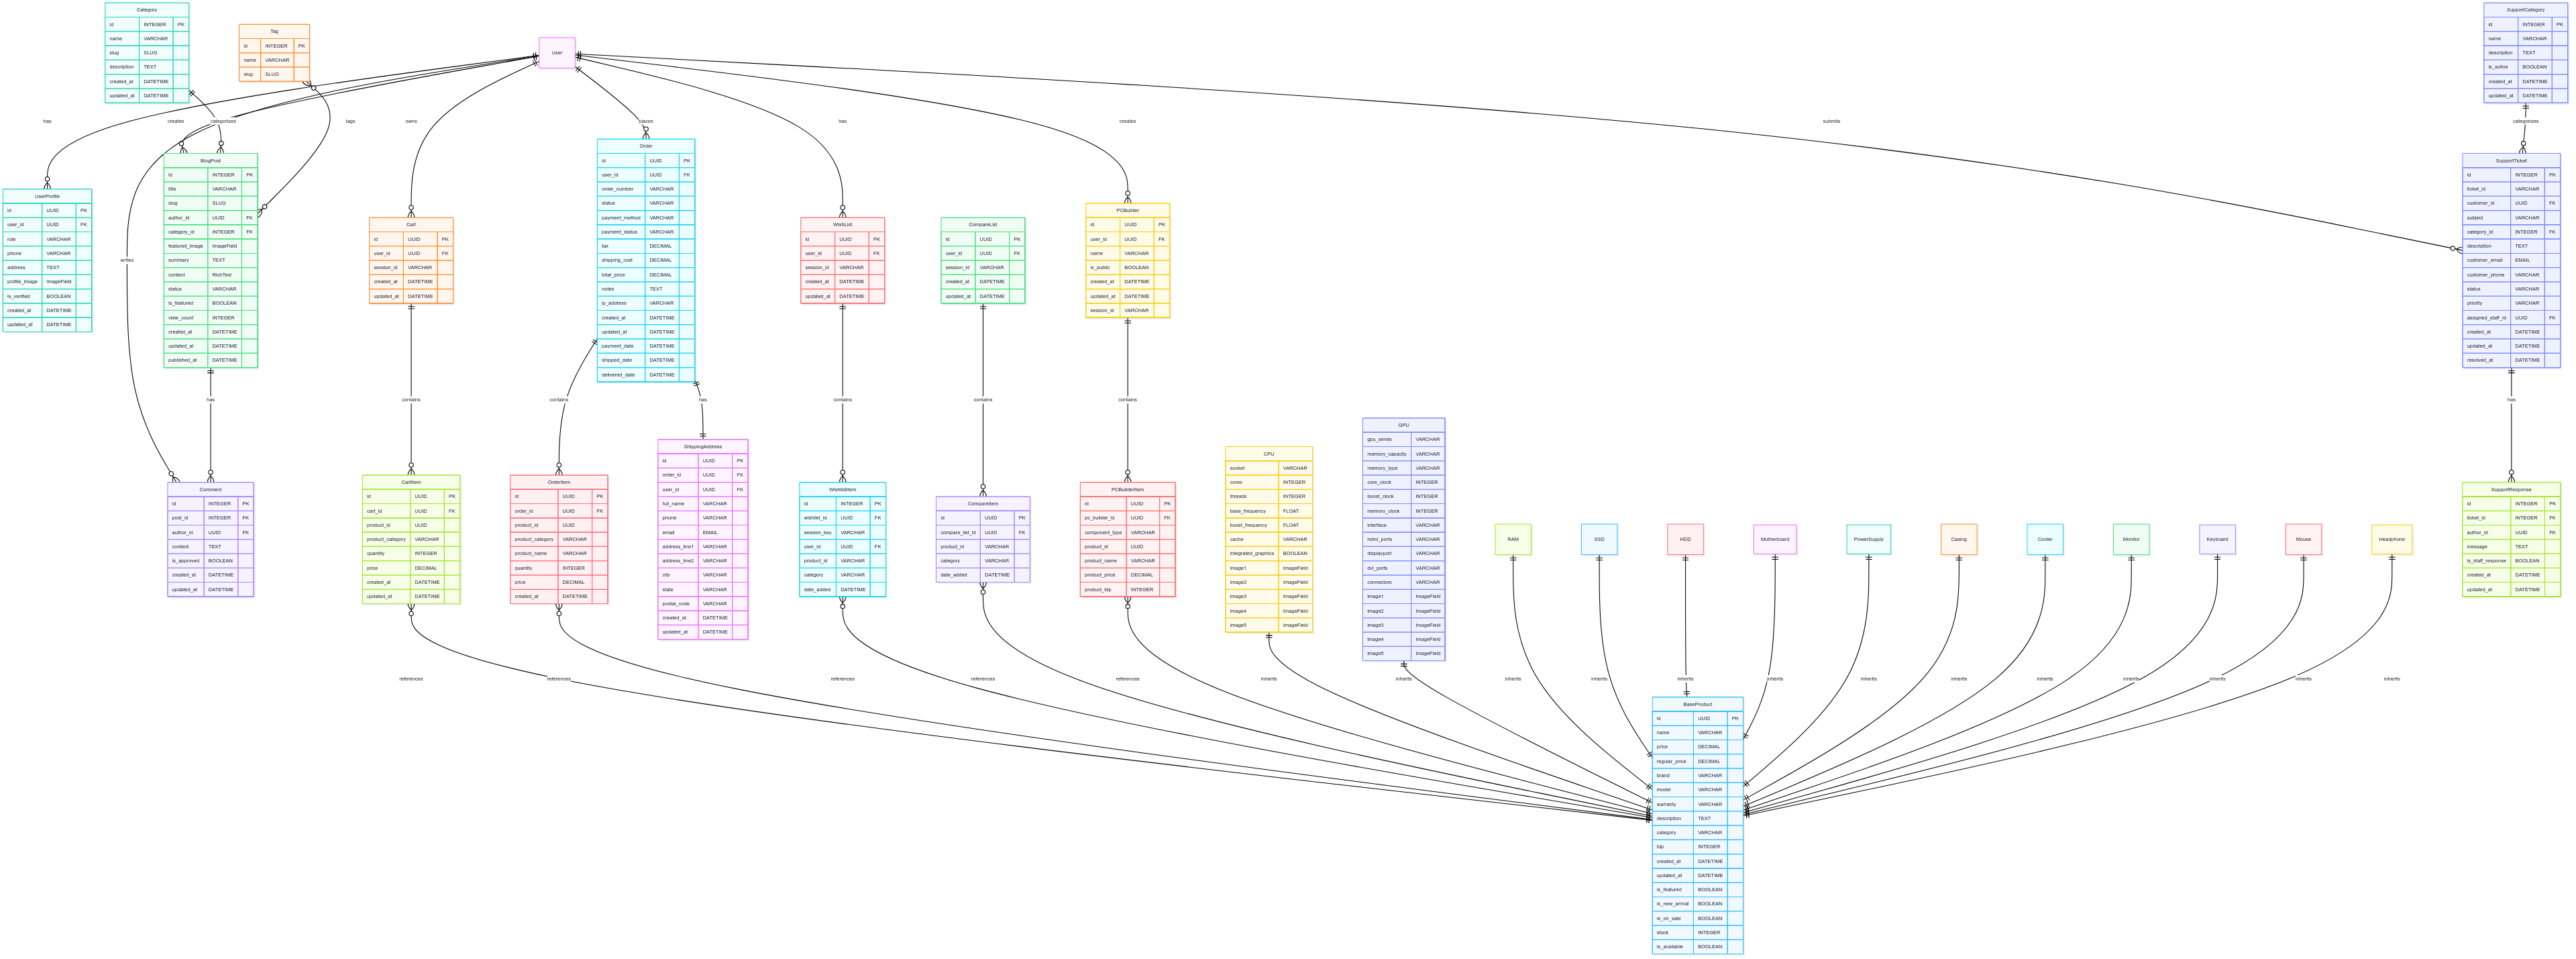 Category
id INTEGER PK
name VARCHAR
slug SLUG
description TEXT
created_at DATETIME
updated_at DATETIME
Tag
id INTEGER PK
name VARCHAR
slug SLUG
User
SupportCategory
id INTEGER PK
name VARCHAR
description TEXT
is_active BOOLEAN
created_at DATETIME
updated_at DATETIME
has
creates
categorizes
tags
owns
places
has
creates
submits
categorizes
UserProfile
id UUID PK
user_id UUID FK
role VARCHAR
phone VARCHAR
address TEXT
profile_image ImageField
is_verified BOOLEAN
created_at DATETIME
updated_at DATETIME
BlogPost
id INTEGER PK
title VARCHAR
slug SLUG
author_id UUID FK
category_id INTEGER FK
featured_image ImageField
summary TEXT
content RichText
status VARCHAR
is_featured BOOLEAN
view_count INTEGER
created_at DATETIME
updated_at DATETIME
published_at DATETIME
Cart
id UUID PK
user_id UUID FK
session_id VARCHAR
created_at DATETIME
updated_at DATETIME
Order
id UUID PK
user_id UUID FK
order_number VARCHAR
status VARCHAR
payment_method VARCHAR
payment_status VARCHAR
tax DECIMAL
shipping_cost DECIMAL
total_price DECIMAL
notes TEXT
ip_address VARCHAR
created_at DATETIME
updated_at DATETIME
payment_date DATETIME
shipped_date DATETIME
delivered_date DATETIME
WishList
id UUID PK
user_id UUID FK
session_id VARCHAR
created_at DATETIME
updated_at DATETIME
CompareList
id UUID PK
user_id UUID FK
session_id VARCHAR
created_at DATETIME
updated_at DATETIME
PCBuilder
id UUID PK
user_id UUID FK
name VARCHAR
is_public BOOLEAN
created_at DATETIME
updated_at DATETIME
session_id VARCHAR
SupportTicket
id INTEGER PK
ticket_id VARCHAR
customer_id UUID FK
subject VARCHAR
category_id INTEGER FK
description TEXT
customer_email EMAIL
customer_phone VARCHAR
status VARCHAR
priority VARCHAR
assigned_staff_id UUID FK
created_at DATETIME
updated_at DATETIME
resolved_at DATETIME
writes
has
contains
contains
has
contains
contains
contains
has
Comment
id INTEGER PK
post_id INTEGER FK
author_id UUID FK
content TEXT
is_approved BOOLEAN
created_at DATETIME
updated_at DATETIME
CartItem
id UUID PK
cart_id UUID FK
product_id UUID
product_category VARCHAR
quantity INTEGER
price DECIMAL
created_at DATETIME
updated_at DATETIME
OrderItem
id UUID PK
order_id UUID FK
product_id UUID
product_category VARCHAR
product_name VARCHAR
quantity INTEGER
price DECIMAL
created_at DATETIME
ShippingAddress
id UUID PK
order_id UUID FK
user_id UUID FK
full_name VARCHAR
phone VARCHAR
email EMAIL
address_line1 VARCHAR
address_line2 VARCHAR
city VARCHAR
state VARCHAR
postal_code VARCHAR
created_at DATETIME
updated_at DATETIME
WishlistItem
id INTEGER PK
wishlist_id UUID FK
session_key VARCHAR
user_id UUID FK
product_id VARCHAR
category VARCHAR
date_added DATETIME
CompareItem
id UUID PK
compare_list_id UUID FK
product_id VARCHAR
category VARCHAR
date_added DATETIME
PCBuilderItem
id UUID PK
pc_builder_id UUID FK
component_type VARCHAR
product_id UUID
product_name VARCHAR
product_price DECIMAL
product_tdp INTEGER
CPU
socket VARCHAR
cores INTEGER
threads INTEGER
base_frequency FLOAT
boost_frequency FLOAT
cache VARCHAR
integrated_graphics BOOLEAN
image1 ImageField
image2 ImageField
image3 ImageField
image4 ImageField
image5 ImageField
GPU
gpu_series VARCHAR
memory_capacity VARCHAR
memory_type VARCHAR
core_clock INTEGER
boost_clock INTEGER
memory_clock INTEGER
interface VARCHAR
hdmi_ports VARCHAR
displayport VARCHAR
dvi_ports VARCHAR
connectors VARCHAR
image1 ImageField
image2 ImageField
image3 ImageField
image4 ImageField
image5 ImageField
RAM
SSD
HDD
Motherboard
PowerSupply
Casing
Cooler
Monitor
Keyboard
Mouse
Headphone
SupportResponse
id INTEGER PK
ticket_id INTEGER FK
author_id UUID FK
message TEXT
is_staff_response BOOLEAN
created_at DATETIME
updated_at DATETIME
references
references
references
references
references
inherits
inherits
inherits
inherits
inherits
inherits
inherits
inherits
inherits
inherits
inherits
inherits
inherits
BaseProduct
id UUID PK
name VARCHAR
price DECIMAL
regular_price DECIMAL
brand VARCHAR
model VARCHAR
warranty VARCHAR
description TEXT
category VARCHAR
tdp INTEGER
created_at DATETIME
updated_at DATETIME
is_featured BOOLEAN
is_new_arrival BOOLEAN
is_on_sale BOOLEAN
stock INTEGER
is_available BOOLEAN